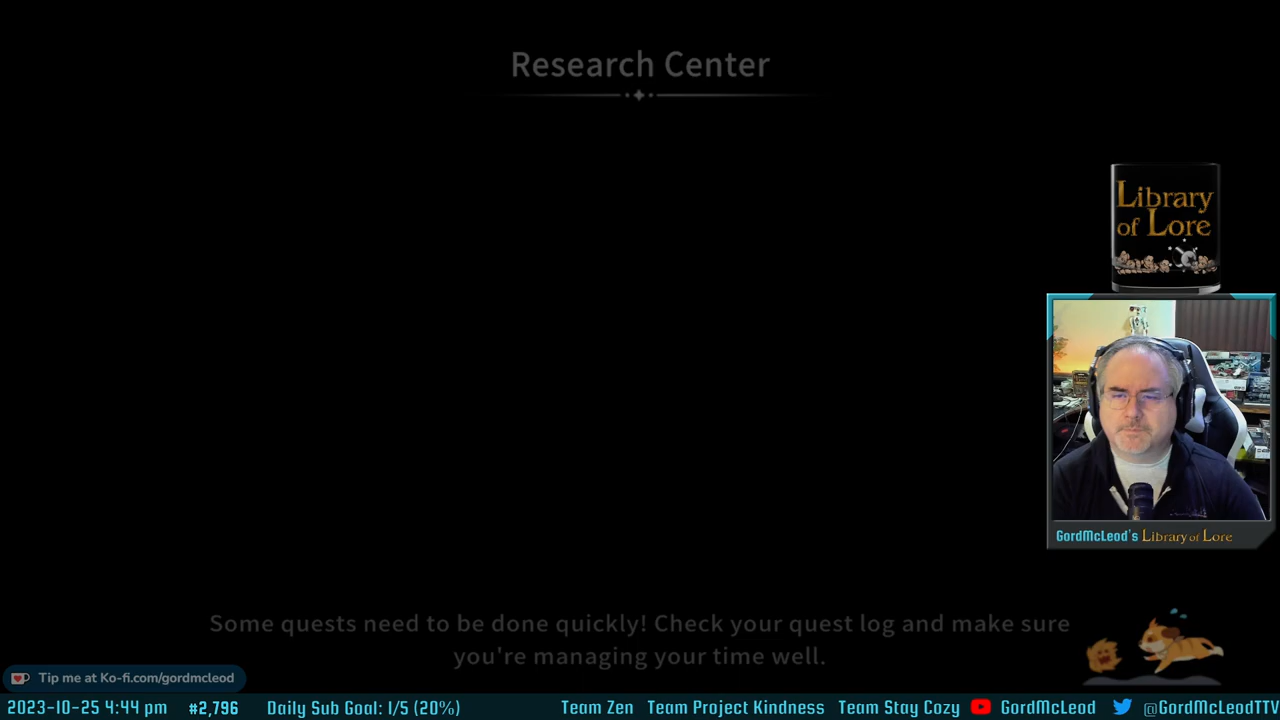 Research Center
Library
of Lore
GordMcLeod's Library of Lore
Some quests need to be done quickly! Check your quest log and make sure
you're managing your time well.
Tip me at Ko-fi.com/gordmcleod
2023-10-25 4:44 pm #2,796 Daily Sub Goal: 1/5 (20%) Team Zen Team Project Kindness Team Stay Cozy GordMcLeod @GordMcLeodTTV